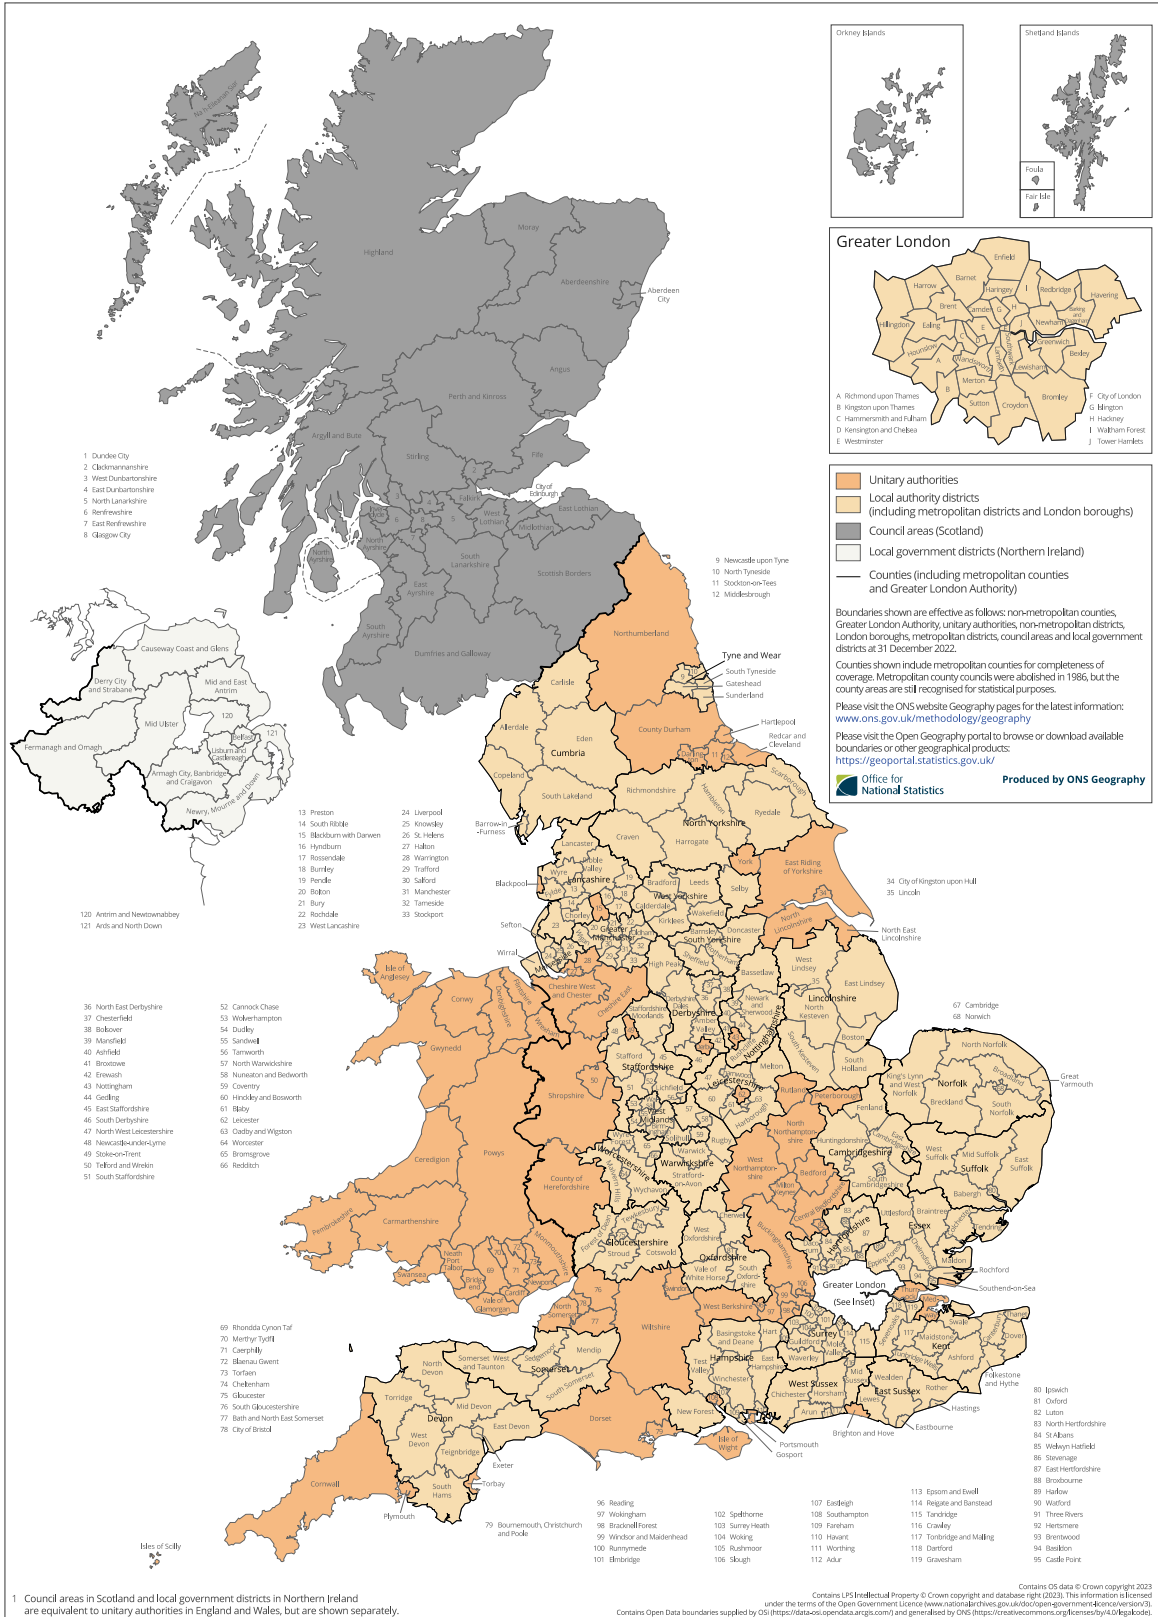 Orkney Islands
Shetland Islands
Foula
Fair Isle
Na h-Eileanan Siar
Highland
Moray
Aberdeenshire
Aberdeen
City
Angus
Perth and Kinross
Argyll and Bute
Stirling
Fife
2
City of
Edinburgh
Falkirk
West
Lothian
East Lothian
Midlothian
North
Ayrshire
North
Ayrshire
South
Lanarkshire
Scottish Borders
East
Ayrshire
South
Ayrshire
Dumfries and Galloway
1 Dundee City
2 Clackmannanshire
3 West Dunbartonshire
4 East Dunbartonshire
5 North Lanarkshire
6 Renfrewshire
7 East Renfrewshire
8 Glasgow City
Greater London
Enfield
Barnet
Harrow
Haringey
Redbridge
Havering
Brent
Camden
Hillingdon
Ealing
Newham
Greenwich
Bexley
Hounslow
Wandsworth
Lambeth
Southwark
Lewisham
Merton
Sutton
Croydon
Bromley
A Richmond upon Thames
B Kingston upon Thames
C Hammersmith and Fulham
D Kensington and Chelsea
E Westminster
F City of London
G Islington
H Hackney
I Waltham Forest
J Tower Hamlets
Unitary authorities
Local authority districts
(including metropolitan districts and London boroughs)
Council areas (Scotland)
Local government districts (Northern Ireland)
Counties (including metropolitan counties
and Greater London Authority)
Boundaries shown are effective as follows: non-metropolitan counties,
Greater London Authority, unitary authorities, non-metropolitan districts,
London boroughs, metropolitan districts, council areas and local government
districts at 31 December 2022.
Counties shown include metropolitan counties for completeness of
coverage. Metropolitan county councils were abolished in 1986, but the
county areas are still recognised for statistical purposes.
Please visit the ONS website Geography pages for the latest information:
www.ons.gov.uk/methodology/geography
Please visit the Open Geography portal to browse or download available
boundaries or other geographical products:
https://geoportal.statistics.gov.uk/
Office for
National Statistics
Produced by ONS Geography
9 Newcastle upon Tyne
10 North Tyneside
11 Stockton-on-Tees
12 Middlesbrough
Northumberland
Tyne and Wear
South Tyneside
Gateshead
Sunderland
Hartlepool
Redcar and
Cleveland
County Durham
Carlisle
Allerdale
Eden
Cumbria
Copeland
South Lakeland
Barrow-in
-Furness
Richmondshire
Hambleton
Scarborough
Ryedale
North Yorkshire
Craven
Harrogate
York
Selby
East Riding
of Yorkshire
Causeway Coast and Glens
Derry City
and Strabane
Mid and East
Antrim
Mid Ulster
120
121
Belfast
Lisburn and
Castlereagh
Fermanagh and Omagh
Armagh City, Banbridge
and Craigavon
Newry, Mourne and Down
120 Antrim and Newtownabbey
121 Ards and North Down
13 Preston
14 South Ribble
15 Blackburn with Darwen
16 Hyndburn
17 Rossendale
18 Burnley
19 Pendle
20 Bolton
21 Bury
22 Rochdale
23 West Lancashire
24 Liverpool
25 Knowsley
26 St. Helens
27 Halton
28 Warrington
29 Trafford
30 Salford
31 Manchester
32 Tameside
33 Stockport
34 City of Kingston upon Hull
35 Lincoln
Lancaster
Wyre
Ribble
Valley
Lancashire
Blackpool
Fylde
Chorley
Sefton
Wirral
Merseyside
Greater
Manchester
Bradford
Leeds
West Yorkshire
Calderdale
Kirklees
Wakefield
Barnsley
Doncaster
South Yorkshire
Sheffield
Rotherham
North
Lincolnshire
North East
Lincolnshire
West
Lindsey
East Lindsey
Lincolnshire
North
Kesteven
Boston
South Kesteven
South
Holland
High Peak
Bassetlaw
Derbyshire
Dales
Derbyshire
Amber
Valley
Newark
and
Sherwood
Nottinghamshire
Rushcliffe
Isle of
Anglesey
Conwy
Denbighshire
Flintshire
Wrexham
Gwynedd
Cheshire West
and Chester
Cheshire East
Staffordshire
Moorlands
Stafford
Staffordshire
Lichfield
Shropshire
Powys
Ceredigion
Pembrokeshire
Carmarthenshire
Swansea
Neath
Port
Talbot
Bridg-
end
Vale of
Glamorgan
Cardiff
Newport
Monmouthshire
County of
Herefordshire
36 North East Derbyshire
37 Chesterfield
38 Bolsover
39 Mansfield
40 Ashfield
41 Broxtowe
42 Erewash
43 Nottingham
44 Gedling
45 East Staffordshire
46 South Derbyshire
47 North West Leicestershire
48 Newcastle-under-Lyme
49 Stoke-on-Trent
50 Telford and Wrekin
51 South Staffordshire
52 Cannock Chase
53 Wolverhampton
54 Dudley
55 Sandwell
56 Tamworth
57 North Warwickshire
58 Nuneaton and Bedworth
59 Coventry
60 Hinckley and Bosworth
61 Blaby
62 Leicester
63 Oadby and Wigston
64 Worcester
65 Bromsgrove
66 Redditch
67 Cambridge
68 Norwich
Leicestershire
Melton
Harborough
Rutland
Peterborough
West
Midlands
Solihull
Wyre
Forest
Worcestershire
Malvern Hills
Wychavon
Warwick
Warwickshire
Rugby
Stratford-
on-Avon
North
Northampton-
shire
West
Northampton-
shire
Fenland
Huntingdonshire
East
Cambridgeshire
Cambridgeshire
South
Cambridgeshire
King's Lynn
and West
Norfolk
North Norfolk
Norfolk
Broadland
Great
Yarmouth
Breckland
South
Norfolk
West
Suffolk
Mid Suffolk
East
Suffolk
Suffolk
Babergh
Bedford
Milton
Keynes
Central Bedfordshire
Buckinghamshire
Hertfordshire
Uttlesford
Braintree
Colchester
Tendring
Essex
Chelmsford
Maldon
Epping Forest
Rochford
Southend-on-Sea
Greater London
(See Inset)
Forest of Dean
Tewkesbury
Gloucestershire
Stroud
Cotswold
Cherwell
West
Oxfordshire
Oxfordshire
Vale of
White Horse
South
Oxford-
shire
Swindon
West Berkshire
Wiltshire
North
Somerset
Mendip
Sedgemoor
Somerset West
and Taunton
Somerset
South Somerset
North
Devon
Torridge
Mid Devon
Devon
East Devon
West
Devon
Teignbridge
Exeter
Torbay
South
Hams
Plymouth
Cornwall
Isles of Scilly
Dorset
Basingstoke
and Deane
Hart
Test
Valley
Hampshire
Winchester
East
Hampshire
New Forest
Isle of
Wight
Portsmouth
Gosport
Surrey
Guildford
Waverley
Mole
Valley
West Sussex
Chichester
Horsham
Mid
Sussex
Arun
Brighton and Hove
East Sussex
Wealden
Lewes
Rother
Hastings
Eastbourne
Kent
Sevenoaks
Maidstone
Tunbridge Wells
Ashford
Swale
Canterbury
Thanet
Dover
Folkestone
and Hythe
69 Rhondda Cynon Taf
70 Merthyr Tydfil
71 Caerphilly
72 Blaenau Gwent
73 Torfaen
74 Cheltenham
75 Gloucester
76 South Gloucestershire
77 Bath and North East Somerset
78 City of Bristol
79 Bournemouth, Christchurch
and Poole
80 Ipswich
81 Oxford
82 Luton
83 North Hertfordshire
84 St Albans
85 Welwyn Hatfield
86 Stevenage
87 East Hertfordshire
88 Broxbourne
89 Harlow
90 Watford
91 Three Rivers
92 Hertsmere
93 Brentwood
94 Basildon
95 Castle Point
96 Reading
97 Wokingham
98 Bracknell Forest
99 Windsor and Maidenhead
100 Runnymede
101 Elmbridge
102 Spelthorne
103 Surrey Heath
104 Woking
105 Rushmoor
106 Slough
107 Eastleigh
108 Southampton
109 Fareham
110 Havant
111 Worthing
112 Adur
113 Epsom and Ewell
114 Reigate and Banstead
115 Tandridge
116 Crawley
117 Tonbridge and Malling
118 Dartford
119 Gravesham
1 Council areas in Scotland and local government districts in Northern Ireland
are equivalent to unitary authorities in England and Wales, but are shown separately.
Contains OS data © Crown copyright 2023
Contains LPS Intellectual Property © Crown copyright and database right (2023). This information is licensed
under the terms of the Open Government Licence (www.nationalarchives.gov.uk/doc/open-government-licence/version/3).
Contains Open Data boundaries supplied by OSi (https://data-osi.opendata.arcgis.com/) and generalised by ONS (https://creativecommons.org/licenses/by/4.0/legalcode).